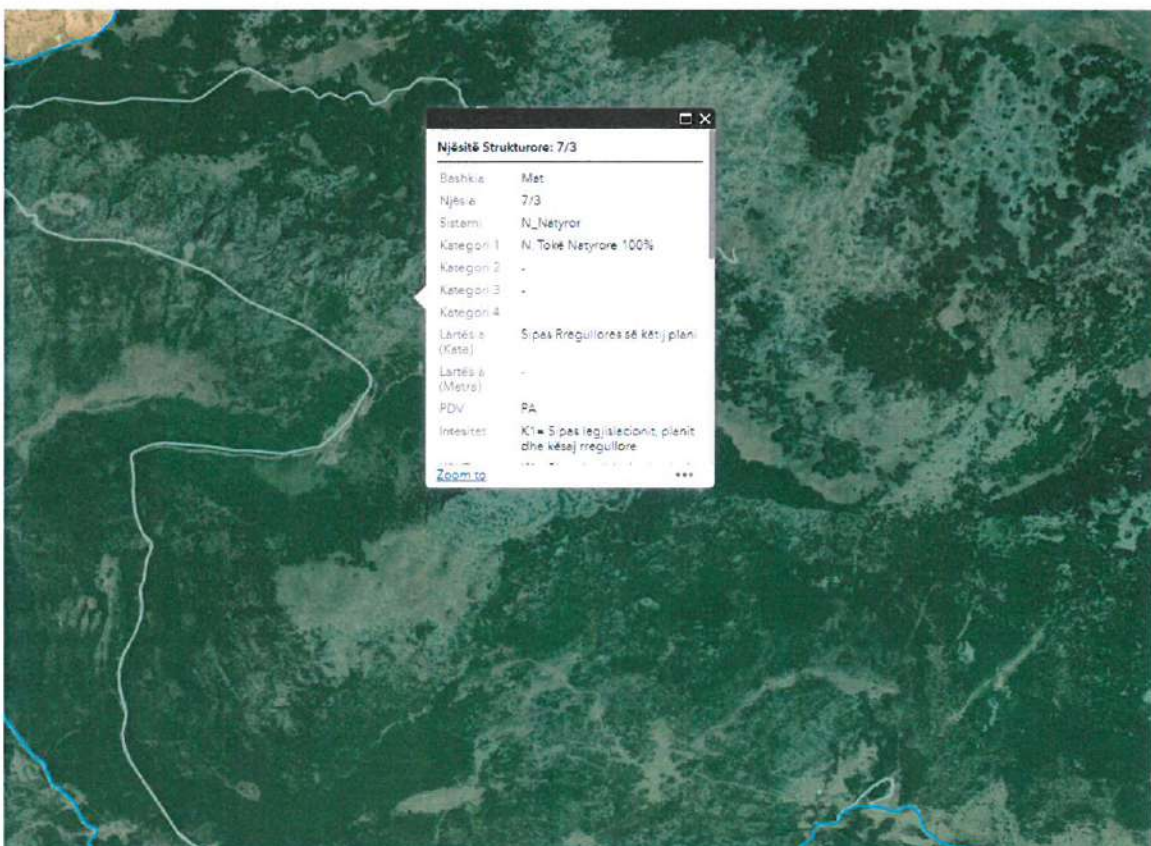 Njësitë Strukturore: 7/3
Bashkia Mat
Njësia 7/3
Sistemi N_Natyror
Kategori 1 N. Tokë Natyrore 100%
Kategori 2 -
Kategori 3 -
Kategori 4
Lartësia (Kate) Sipas Rregullores së këtij plani
Lartësia (Metra) -
PDV PA
Intesitet K1= Sipas legjislacionit, planit
dhe kësaj rregullore
Zoom to